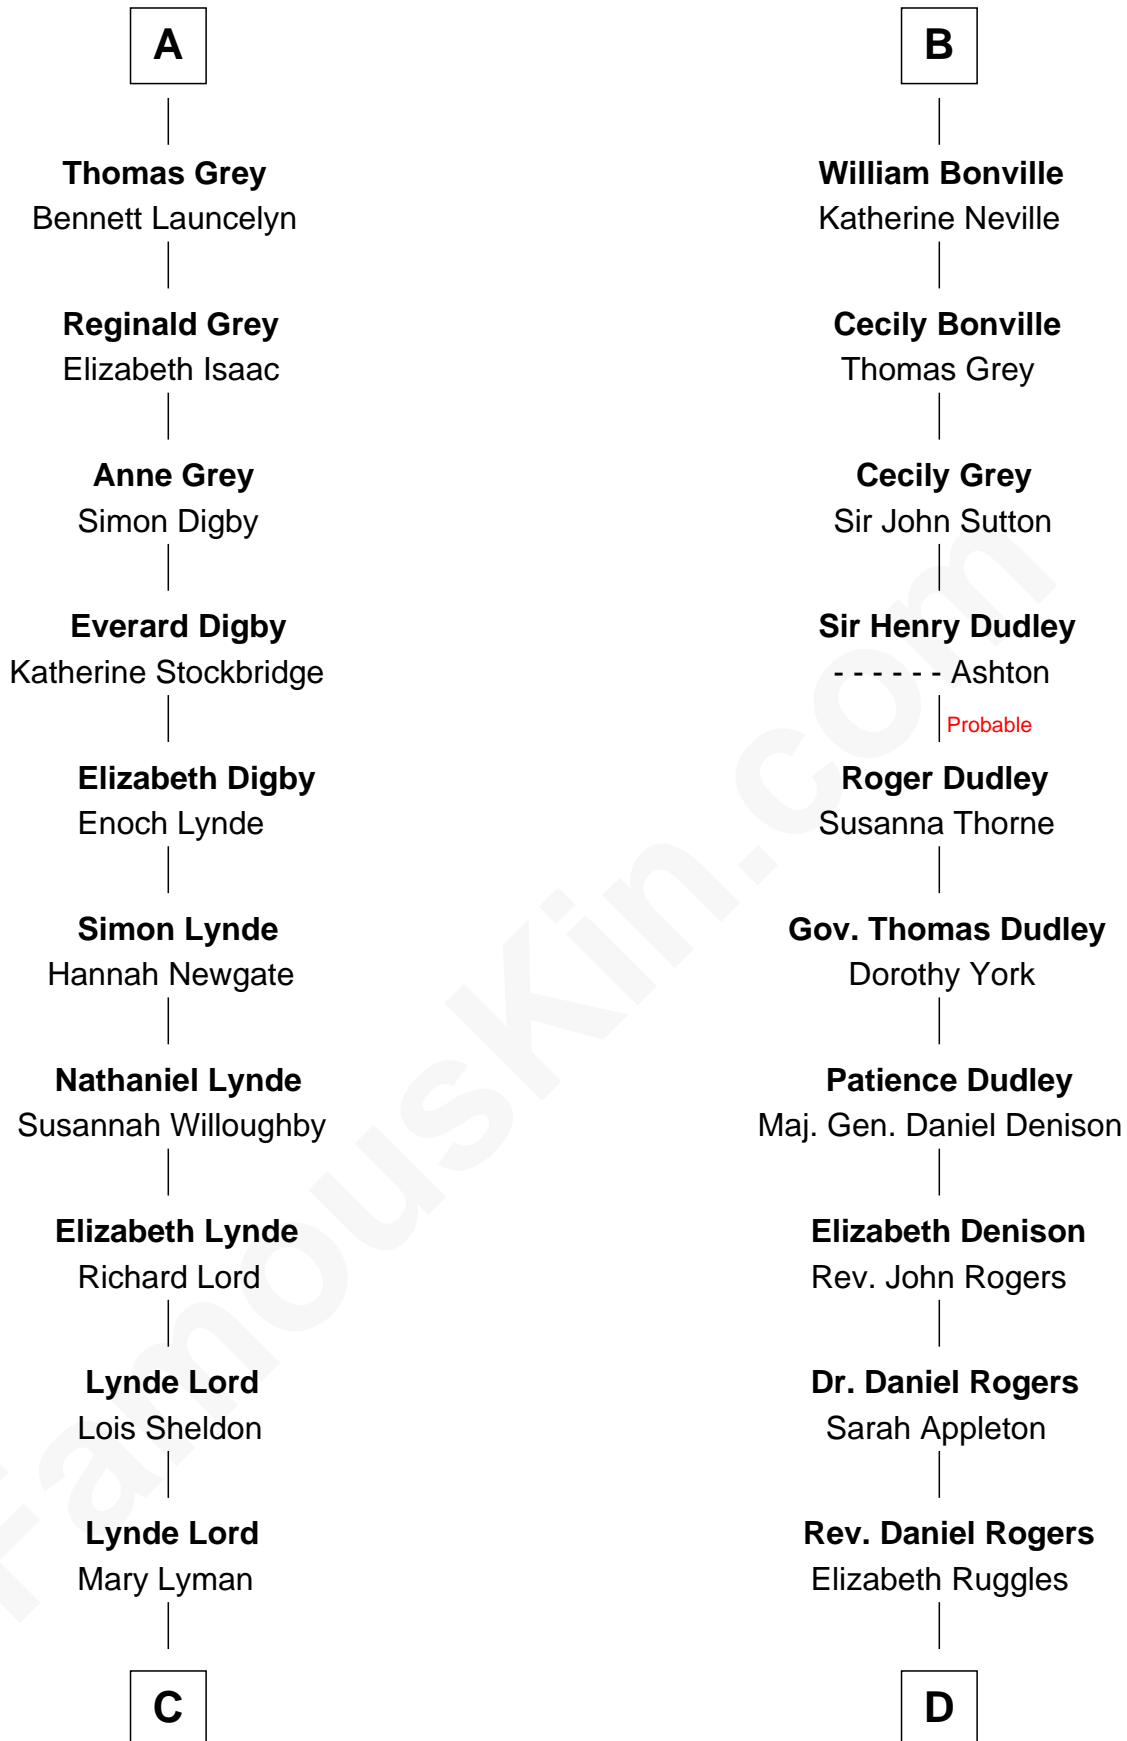 A
Thomas Grey
Bennett Launcelyn
Reginald Grey
Elizabeth Isaac
Anne Grey
Simon Digby
Everard Digby
Katherine Stockbridge
Elizabeth Digby
Enoch Lynde
Simon Lynde
Hannah Newgate
Nathaniel Lynde
Susannah Willoughby
Elizabeth Lynde
Richard Lord
Lynde Lord
Lois Sheldon
Lynde Lord
Mary Lyman
C
B
William Bonville
Katherine Neville
Cecily Bonville
Thomas Grey
Cecily Grey
Sir John Sutton
Sir Henry Dudley
- - - - - - Ashton
Probable
Roger Dudley
Susanna Thorne
Gov. Thomas Dudley
Dorothy York
Patience Dudley
Maj. Gen. Daniel Denison
Elizabeth Denison
Rev. John Rogers
Dr. Daniel Rogers
Sarah Appleton
Rev. Daniel Rogers
Elizabeth Ruggles
D
FamousKin.com